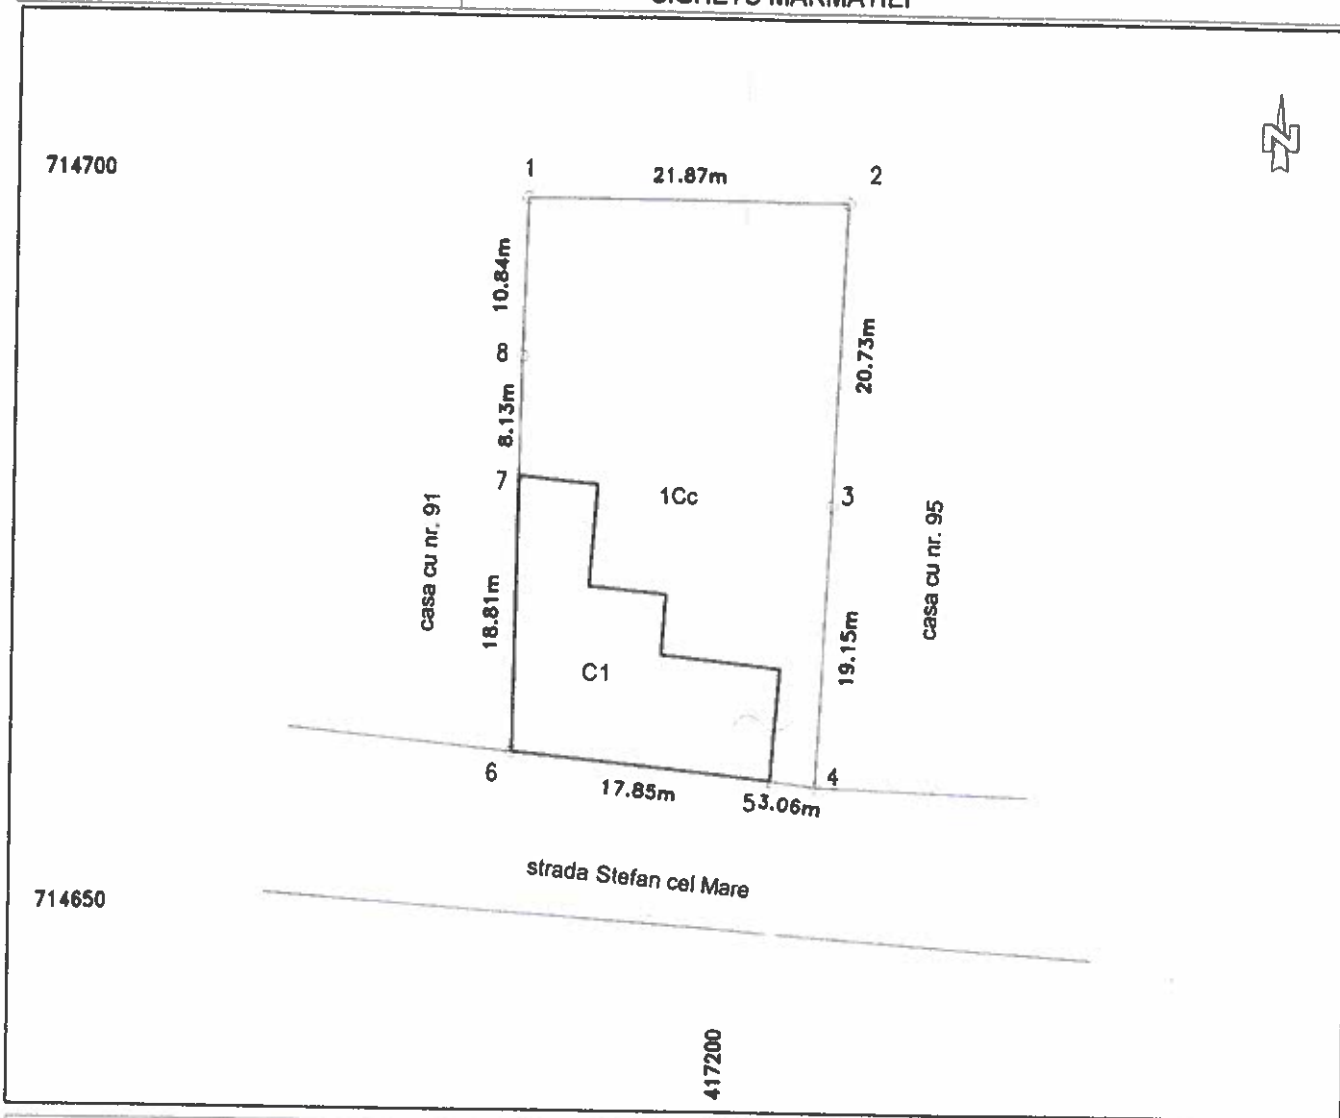 714700
1
21.87m
2
N
10.84m
8
20.73m
8.13m
7
1Cc
3
casa cu nr. 91
casa cu nr. 95
18.81m
19.15m
C1
6
4
17.85m
5
3.06m
strada Stefan cel Mare
714650
417200